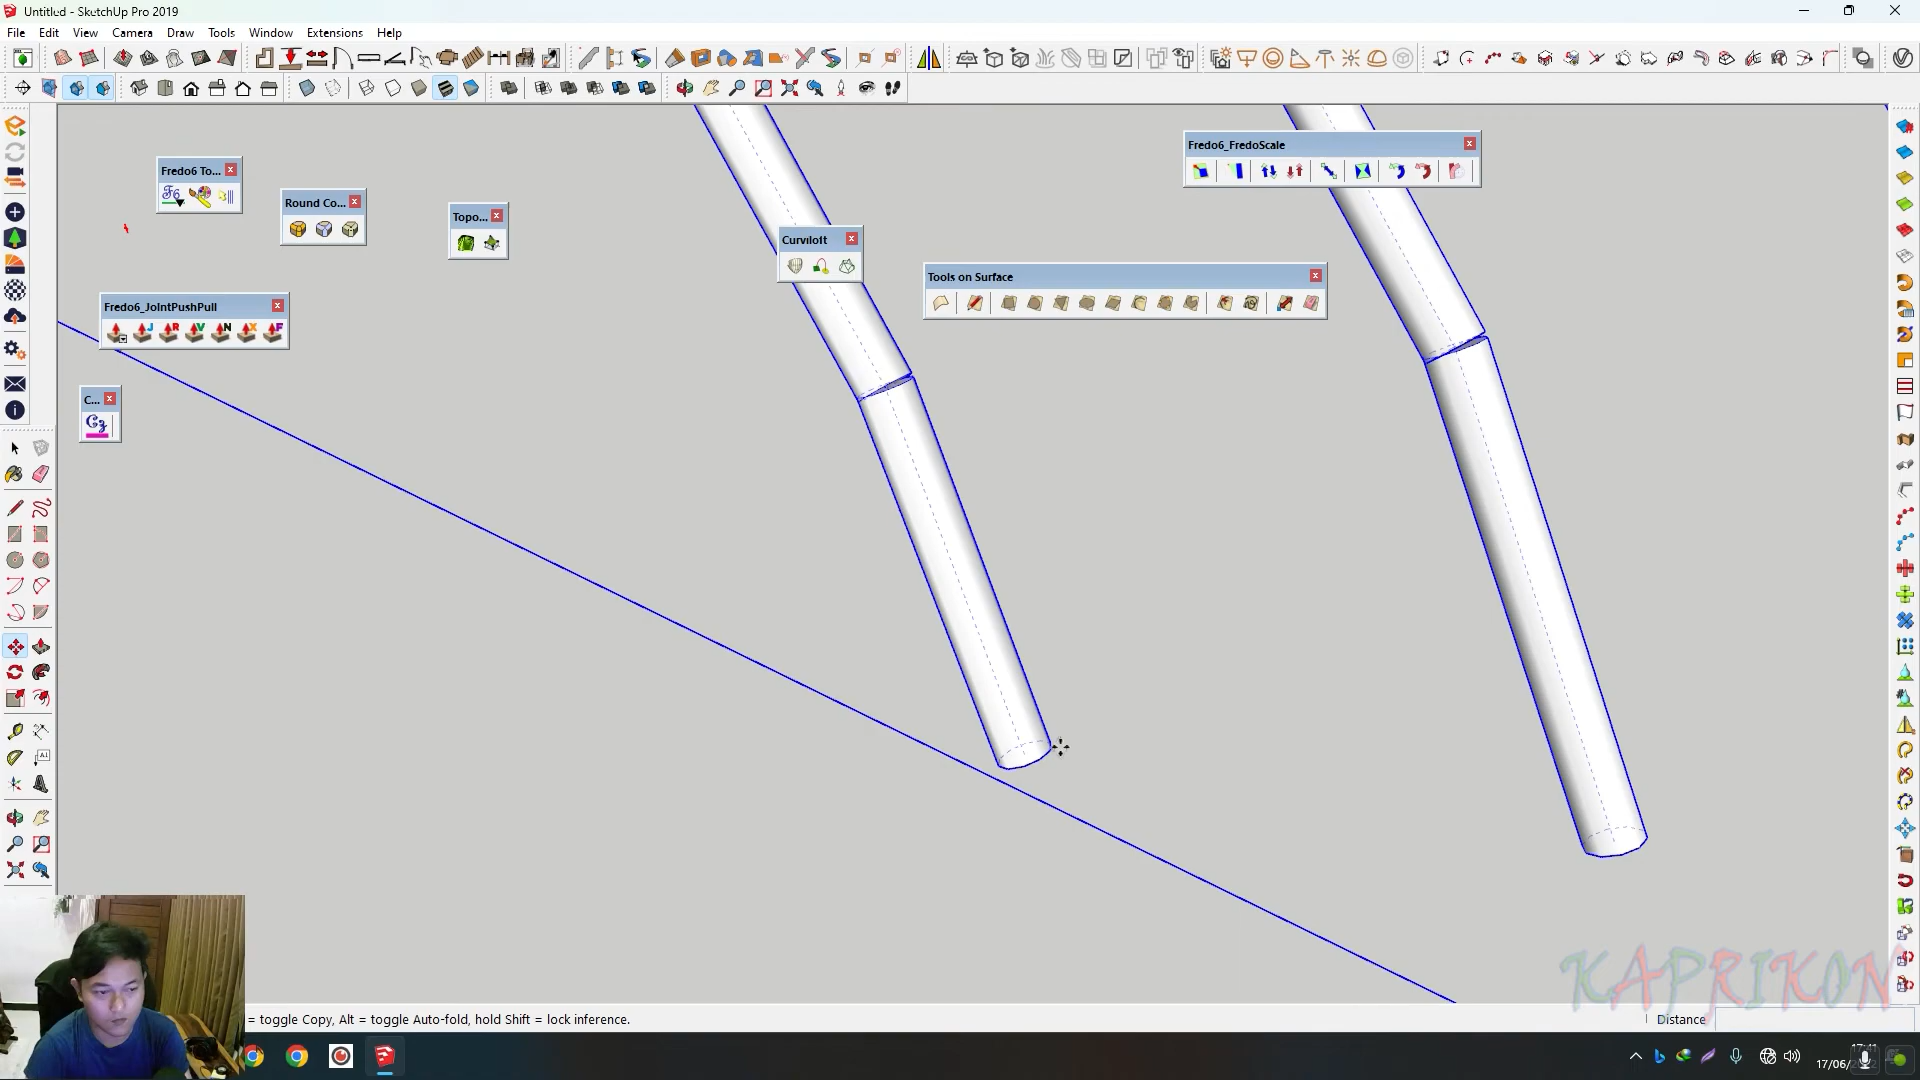 Untitled - SketchUp Pro 2019
File Edit View Camera Draw Tools Window Extensions Help
Fredo6_FredoScale
Fredo6 To...
Round Co...
Topo...
Curviloft
Tools on Surface
Fredo6_JointPushPull
C...
KAPRIKON
= toggle Copy, Alt = toggle Auto-fold, hold Shift = lock inference.
Distance
17:41